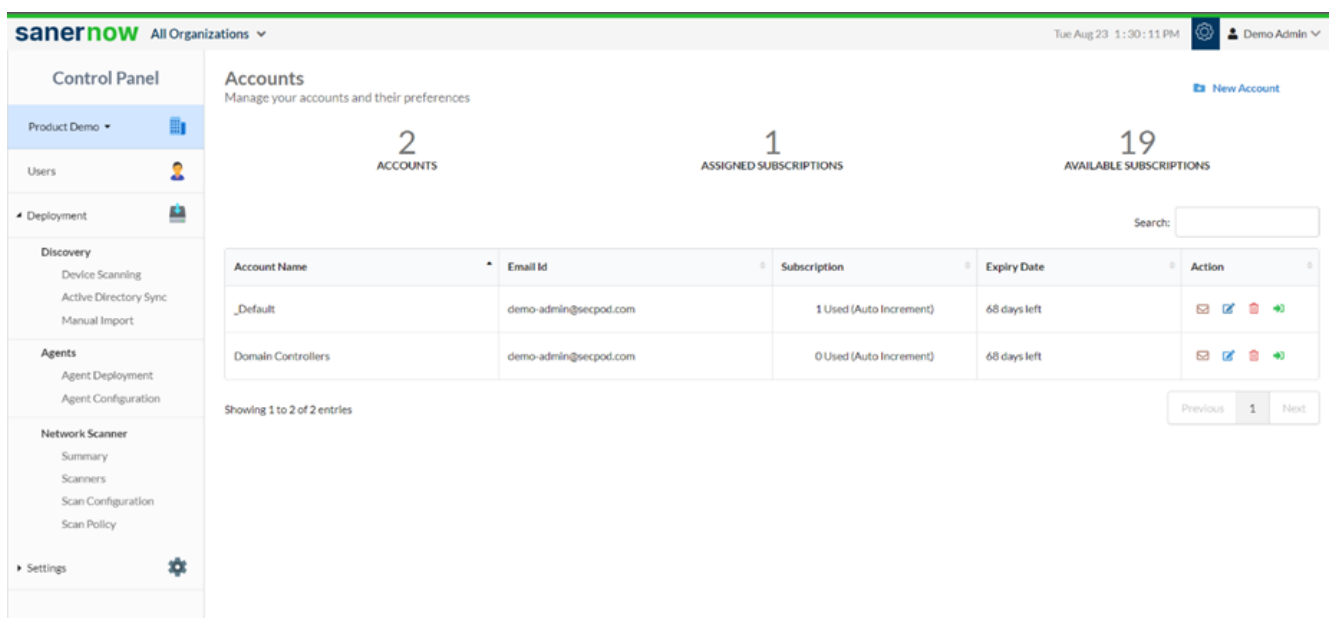 sanernow All Organizations Tue Aug 23 1 : 30 : 11 PM Demo Admin
Control Panel
Product Demo
Users
Deployment
Discovery
Device Scanning
Active Directory Sync
Manual Import
Agents
Agent Deployment
Agent Configuration
Network Scanner
Summary
Scanners
Scan Configuration
Scan Policy
Settings
Accounts
Manage your accounts and their preferences
New Account
2
ACCOUNTS
1
ASSIGNED SUBSCRIPTIONS
19
AVAILABLE SUBSCRIPTIONS
Search:
Account Name Email Id Subscription Expiry Date Action
_Default demo-admin@secpod.com 1 Used (Auto Increment) 68 days left
Domain Controllers demo-admin@secpod.com 0 Used (Auto Increment) 68 days left
Showing 1 to 2 of 2 entries
Previous 1 Next